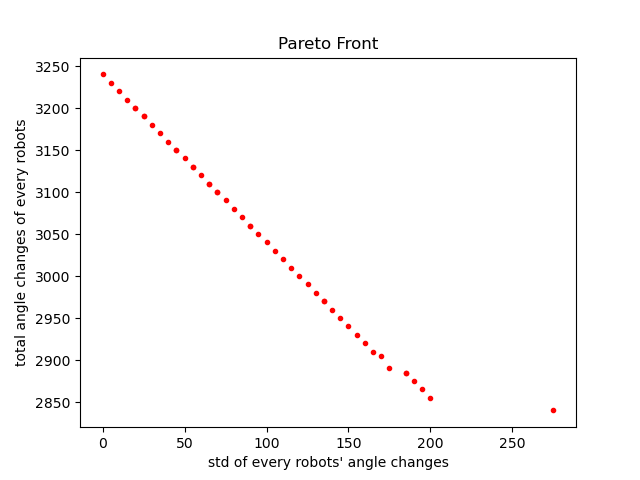 Pareto Front
3250
3200
3150
3100
3050
3000
2950
2900
2850
total angle changes of every robots
0 50 100 150 200 250
std of every robots' angle changes